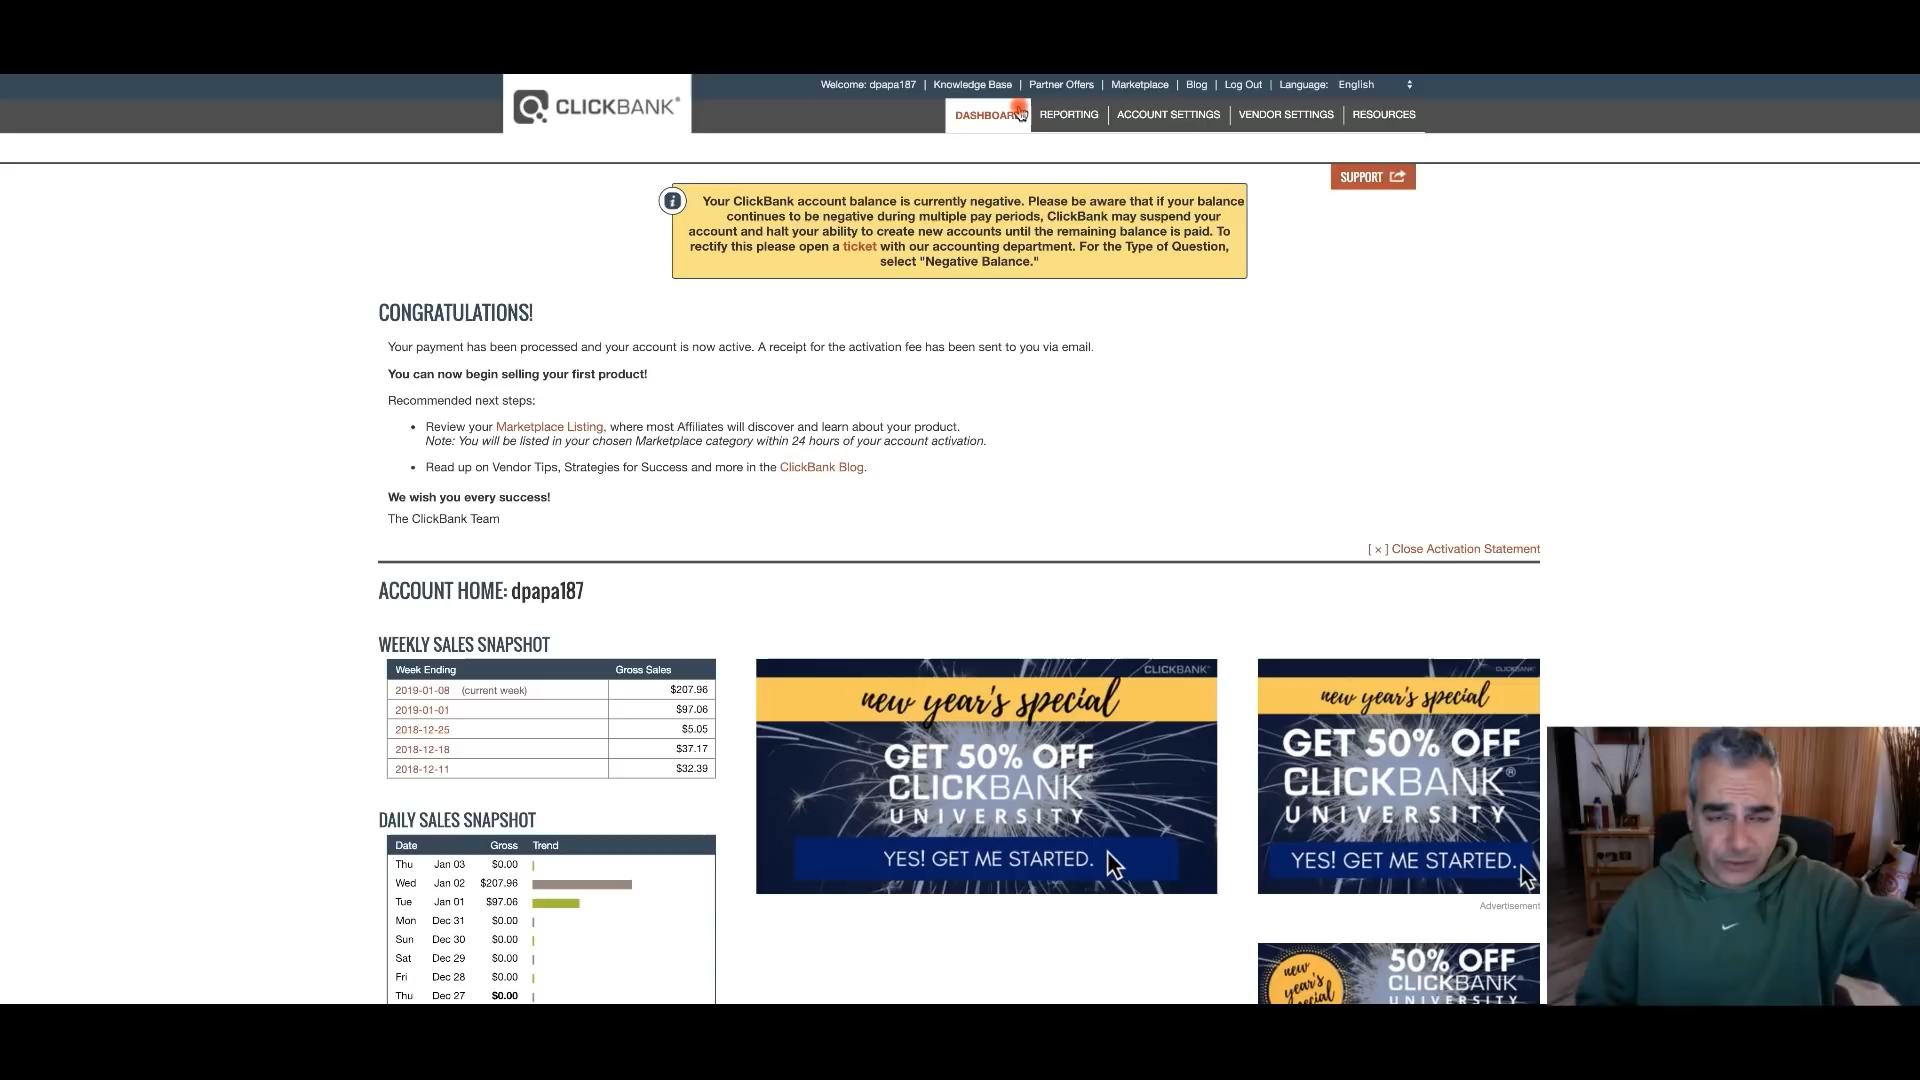 Welcome: dpapa187 | Knowledge Base | Partner Offers | Marketplace | Blog | Log Out | Language: English
CLICKBANK®
DASHBOARD REPORTING ACCOUNT SETTINGS VENDOR SETTINGS RESOURCES
SUPPORT
Your ClickBank account balance is currently negative. Please be aware that if your balance
continues to be negative during multiple pay periods, ClickBank may suspend your
account and halt your ability to create new accounts until the remaining balance is paid. To
rectify this please open a ticket with our accounting department. For the Type of Question,
select "Negative Balance."
CONGRATULATIONS!
Your payment has been processed and your account is now active. A receipt for the activation fee has been sent to you via email.
You can now begin selling your first product!
Recommended next steps:
• Review your Marketplace Listing, where most Affiliates will discover and learn about your product.
Note: You will be listed in your chosen Marketplace category within 24 hours of your account activation.
• Read up on Vendor Tips, Strategies for Success and more in the ClickBank Blog.
We wish you every success!
The ClickBank Team
[ × ] Close Activation Statement
ACCOUNT HOME: dpapa187
WEEKLY SALES SNAPSHOT
Week Ending Gross Sales
2019-01-08 (current week) $207.96
2019-01-01 $97.06
2018-12-25 $5.05
2018-12-18 $37.17
2018-12-11 $32.39
DAILY SALES SNAPSHOT
Date Gross Trend
Thu Jan 03 $0.00
Wed Jan 02 $207.96
Tue Jan 01 $97.06
Mon Dec 31 $0.00
Sun Dec 30 $0.00
Sat Dec 29 $0.00
Fri Dec 28 $0.00
Thu Dec 27 $0.00
CLICKBANK
new year's special
GET 50% OFF
CLICKBANK
UNIVERSITY
YES! GET ME STARTED.
CLICKBANK
new year's special
GET 50% OFF
CLICKBANK®
UNIVERSITY
YES! GET ME STARTED.
Advertisement
new
year's
special
50% OFF
CLICKBANK
UNIVERSITY